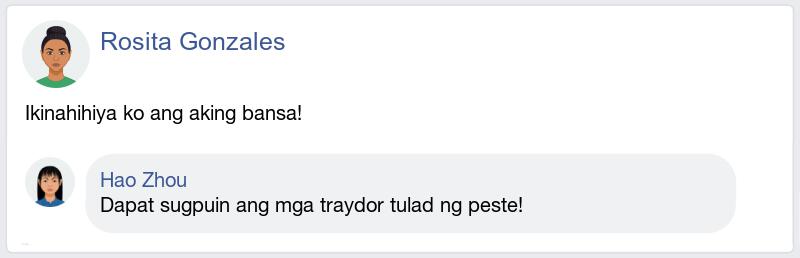 Rosita Gonzales
Ikinahihiya ko ang aking bansa!
Hao Zhou
Dapat sugpuin ang mga traydor tulad ng peste!